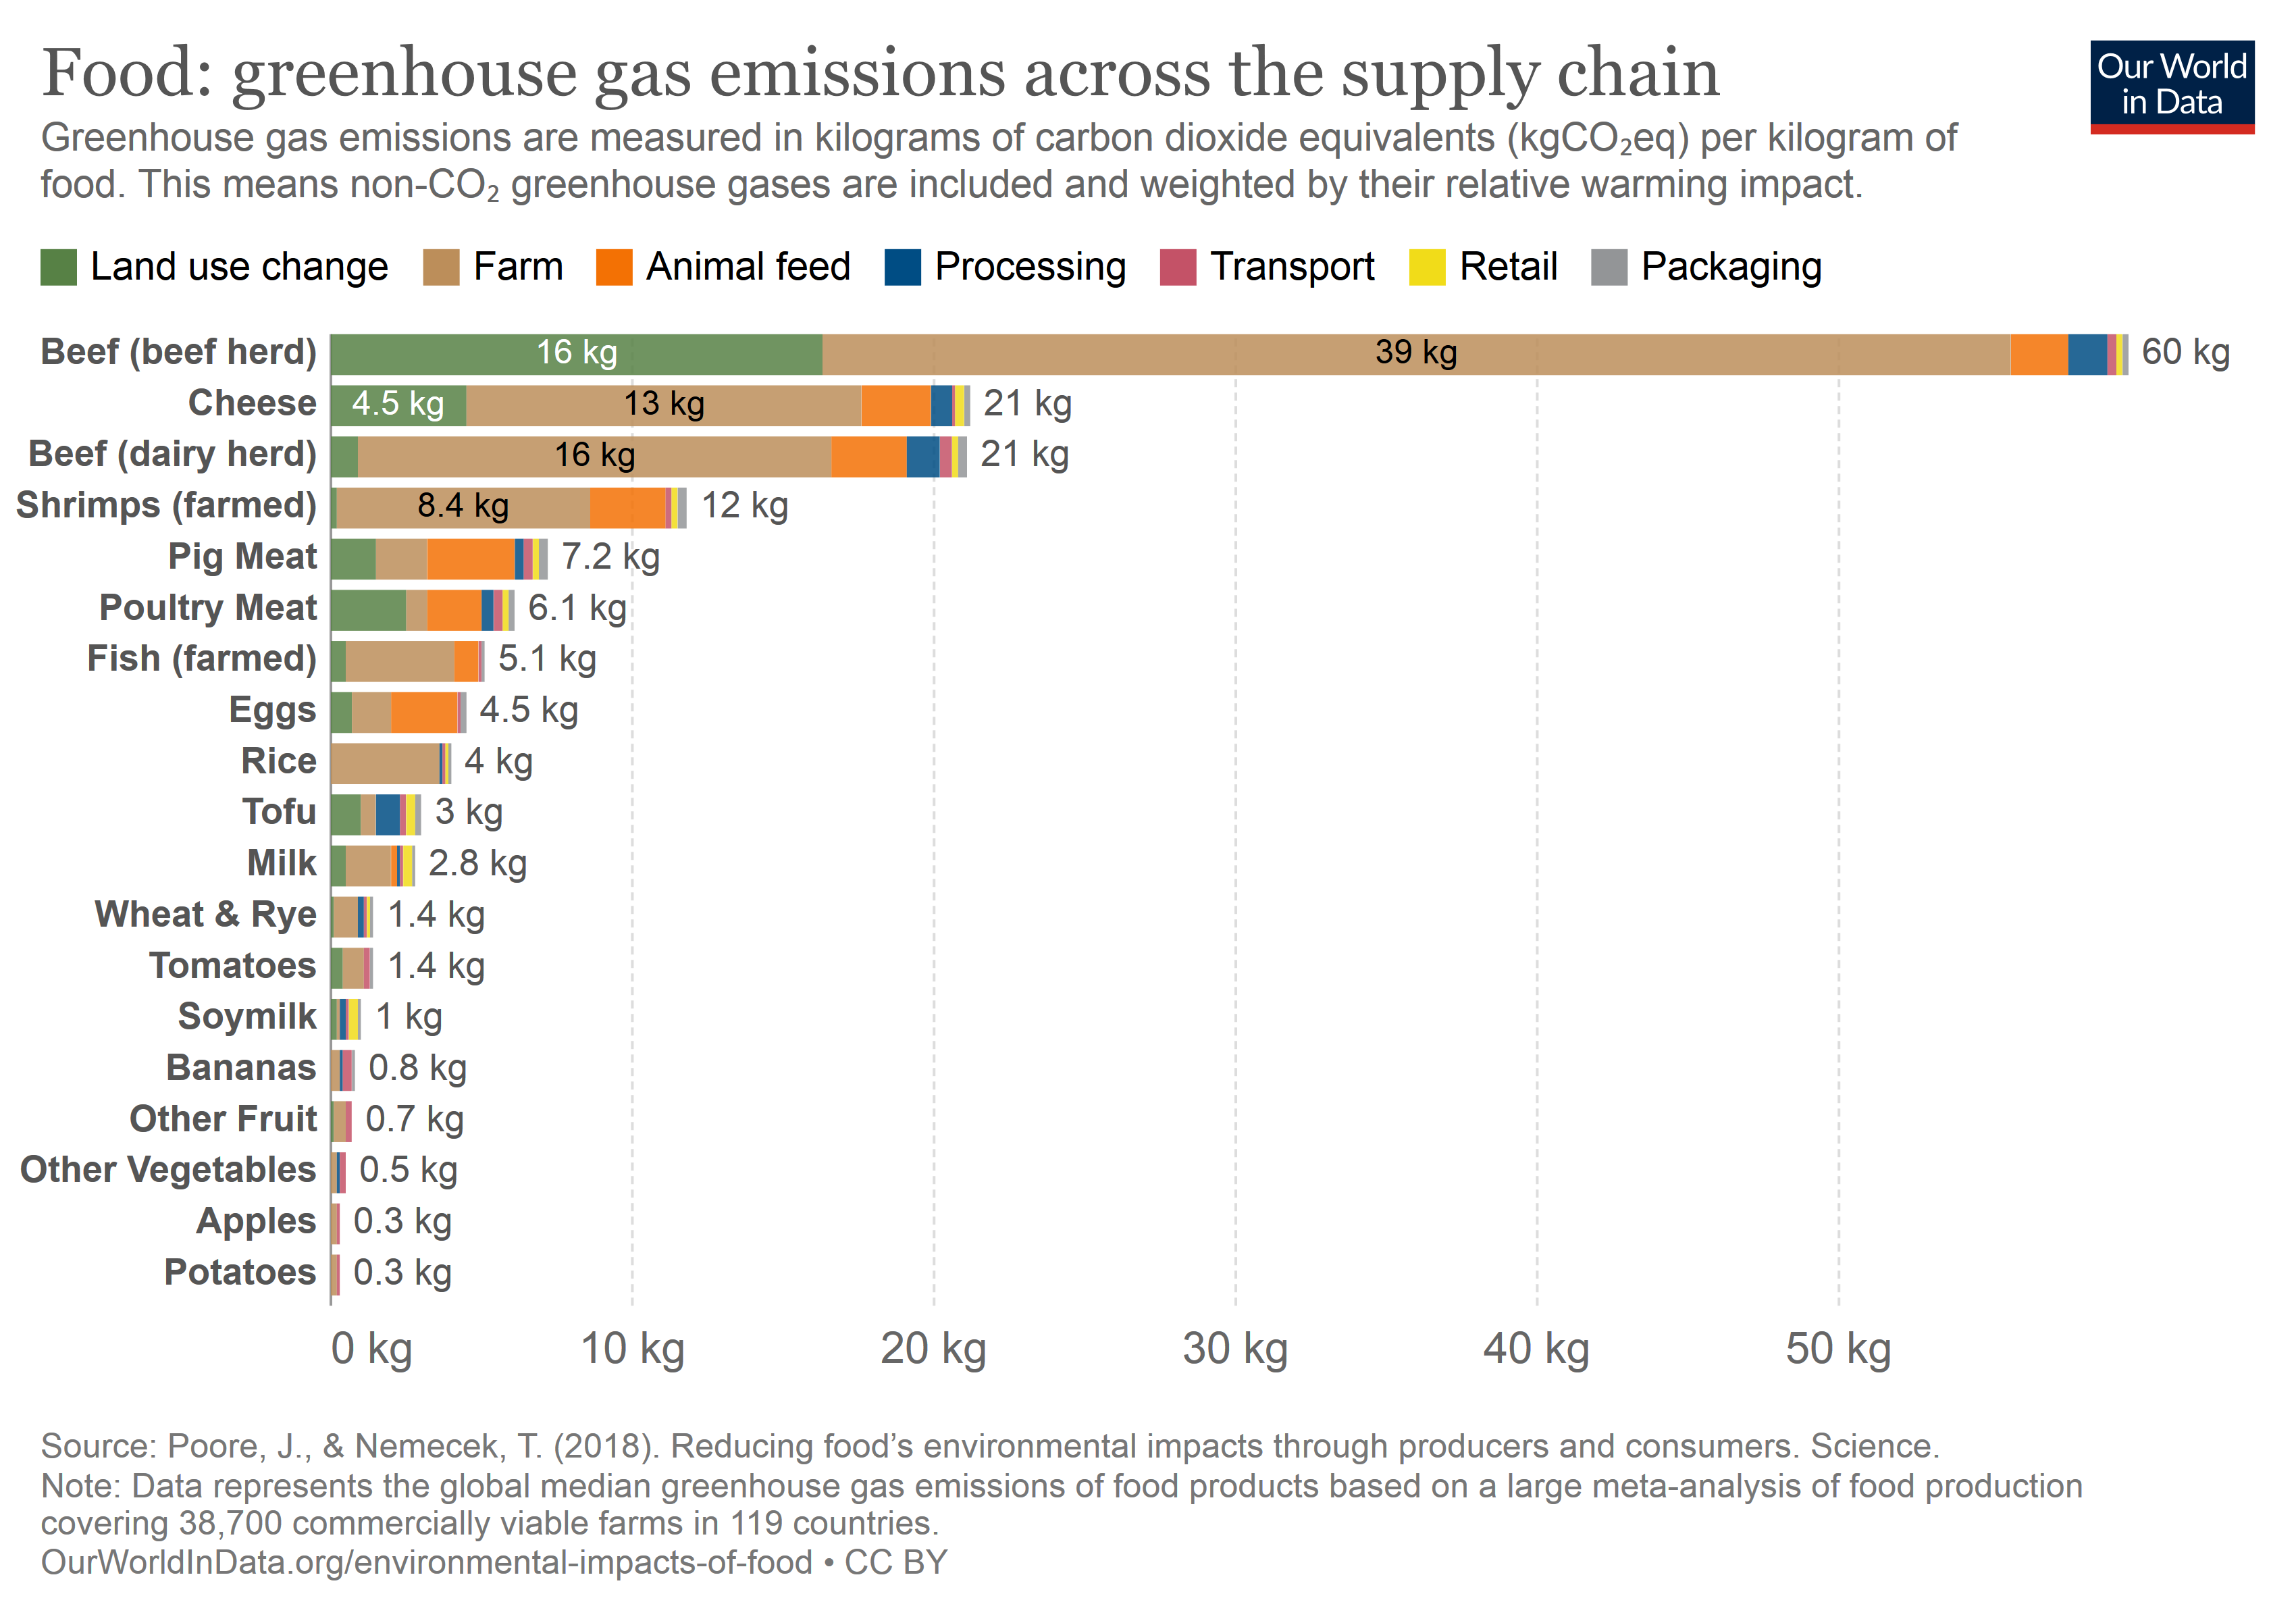 Food: greenhouse gas emissions across the supply chain
Our World
in Data
Greenhouse gas emissions are measured in kilograms of carbon dioxide equivalents (kgCO₂eq) per kilogram of
food. This means non-CO₂ greenhouse gases are included and weighted by their relative warming impact.
Land use change Farm Animal feed Processing Transport Retail Packaging
Beef (beef herd) 16 kg 39 kg 60 kg
Cheese 4.5 kg 13 kg 21 kg
Beef (dairy herd) 16 kg 21 kg
Shrimps (farmed) 8.4 kg 12 kg
Pig Meat 7.2 kg
Poultry Meat 6.1 kg
Fish (farmed) 5.1 kg
Eggs 4.5 kg
Rice 4 kg
Tofu 3 kg
Milk 2.8 kg
Wheat & Rye 1.4 kg
Tomatoes 1.4 kg
Soymilk 1 kg
Bananas 0.8 kg
Other Fruit 0.7 kg
Other Vegetables 0.5 kg
Apples 0.3 kg
Potatoes 0.3 kg
0 kg 10 kg 20 kg 30 kg 40 kg 50 kg
Source: Poore, J., & Nemecek, T. (2018). Reducing food’s environmental impacts through producers and consumers. Science.
Note: Data represents the global median greenhouse gas emissions of food products based on a large meta-analysis of food production
covering 38,700 commercially viable farms in 119 countries.
OurWorldInData.org/environmental-impacts-of-food • CC BY